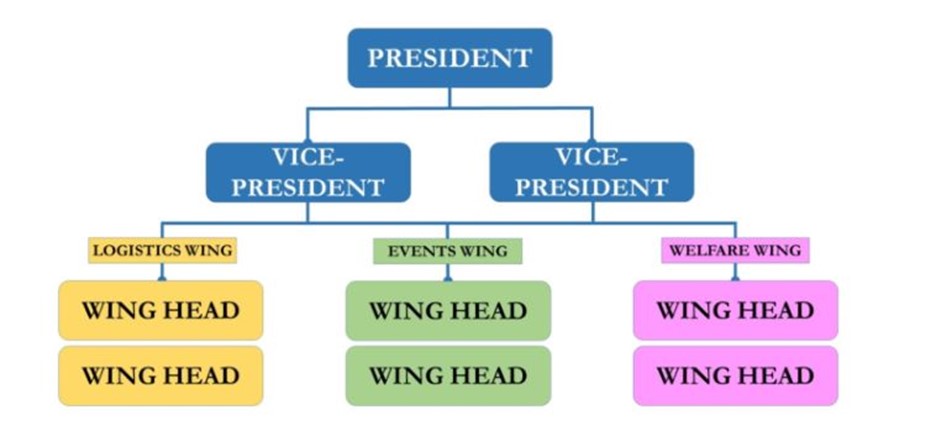 PRESIDENT
VICE-
PRESIDENT
VICE-
PRESIDENT
LOGISTICS WING
EVENTS WING
WELFARE WING
WING HEAD
WING HEAD
WING HEAD
WING HEAD
WING HEAD
WING HEAD